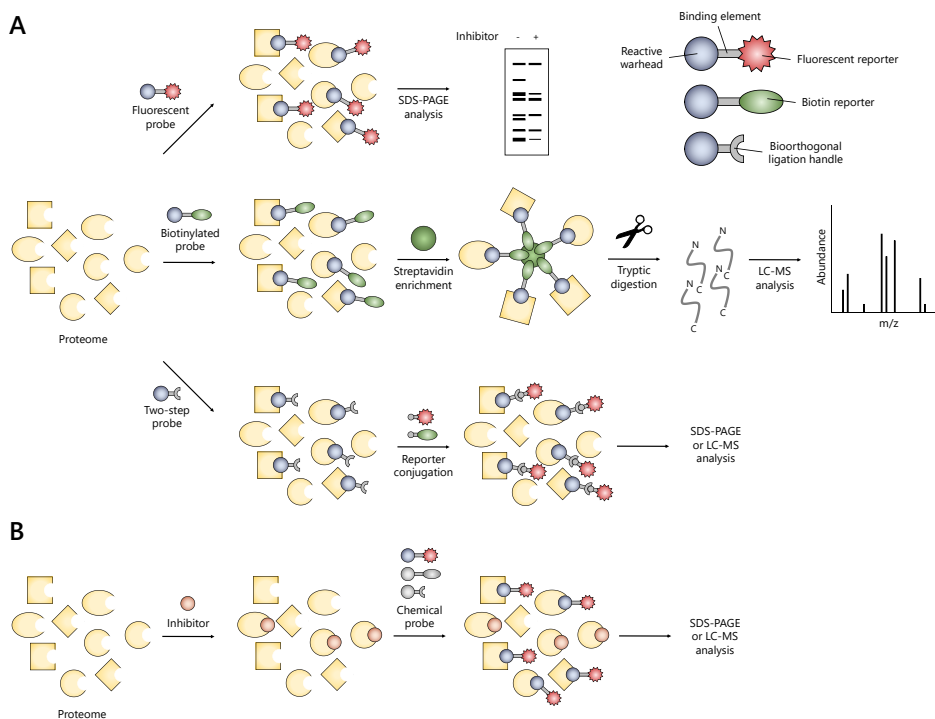 A
Fluorescent
probe
SDS-PAGE
analysis
Inhibitor
- +
Binding element
Reactive
warhead
Fluorescent reporter
Biotin reporter
Bioorthogonal
ligation handle
Proteome
Biotinylated
probe
Streptavidin
enrichment
Tryptic
digestion
N
N
N
C
C
C
C
LC-MS
analysis
Abundance
m/z
Two-step
probe
Reporter
conjugation
SDS-PAGE
or LC-MS
analysis
B
Proteome
Inhibitor
Chemical
probe
SDS-PAGE
or LC-MS
analysis